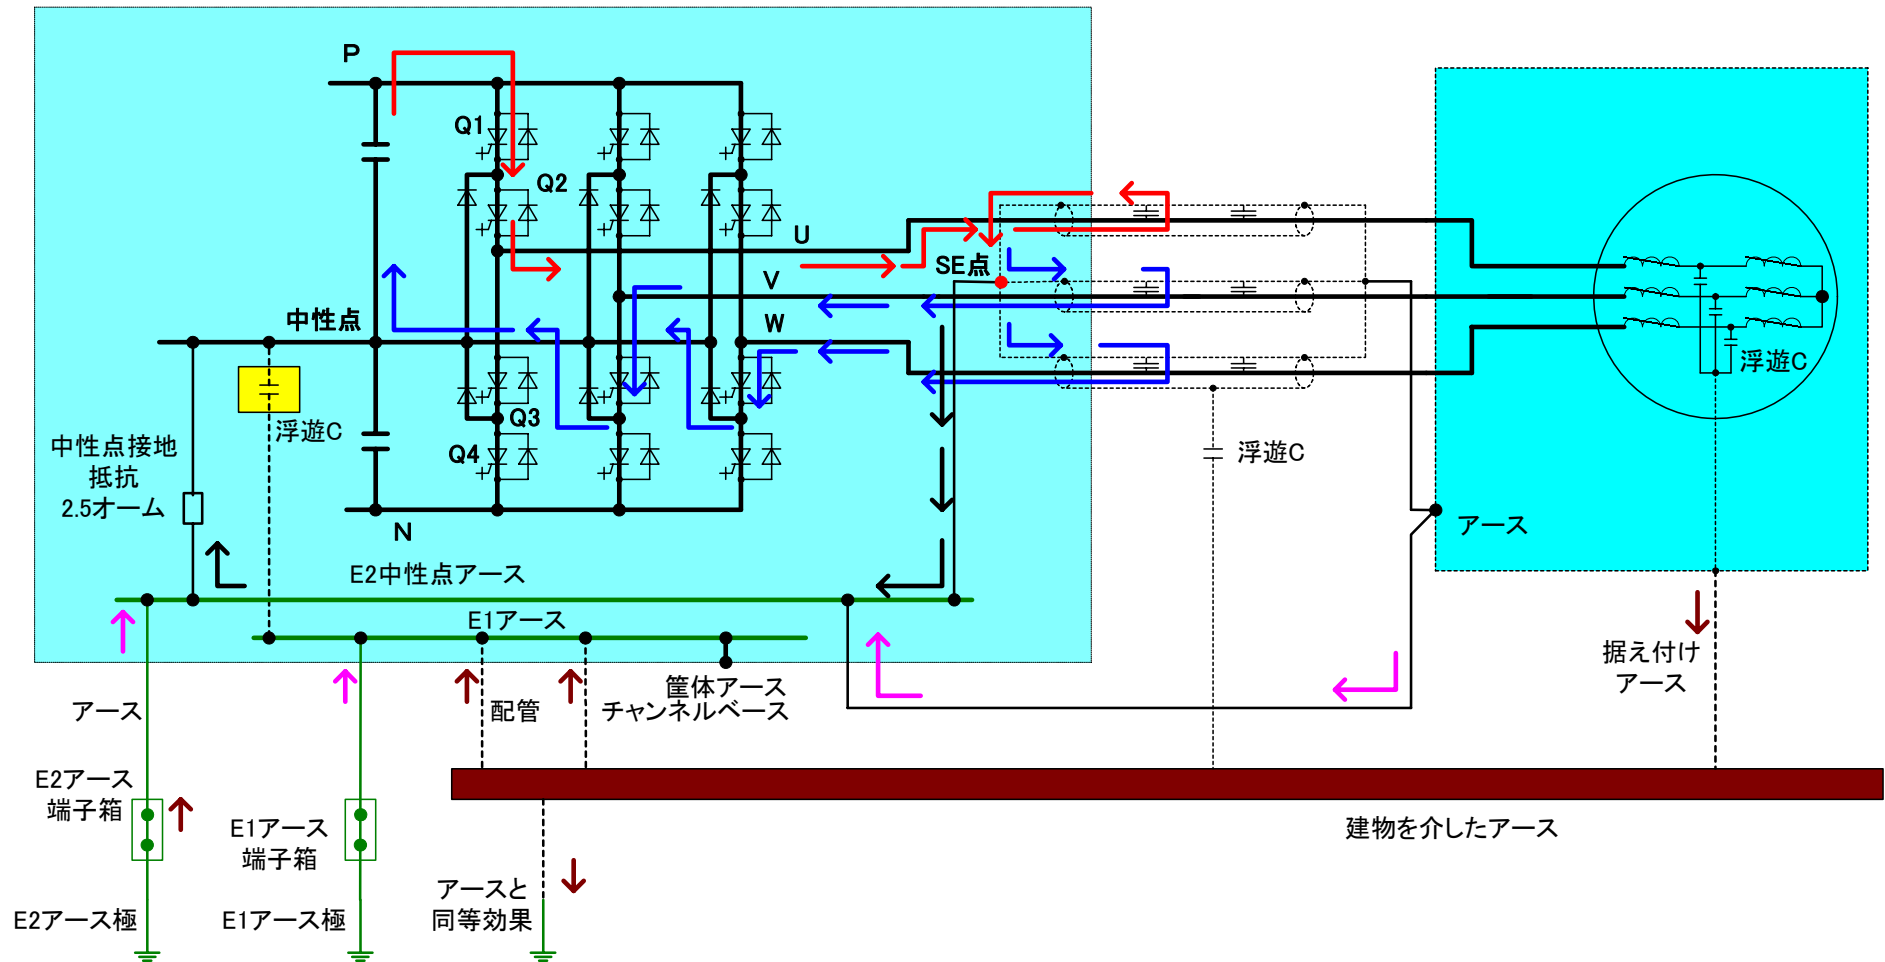 P
Q1
Q2
U
SE点
V
中性点
W
浮遊C
Q3
浮遊C
中性点接地
抵抗
2.5オーム
Q4
浮遊C
N
アース
E2中性点アース
E1アース
据え付け
アース
筐体アース
アース
配管
チャンネルベース
E2アース
端子箱
E1アース
端子箱
建物を介したアース
アースと
同等効果
E2アース極
E1アース極